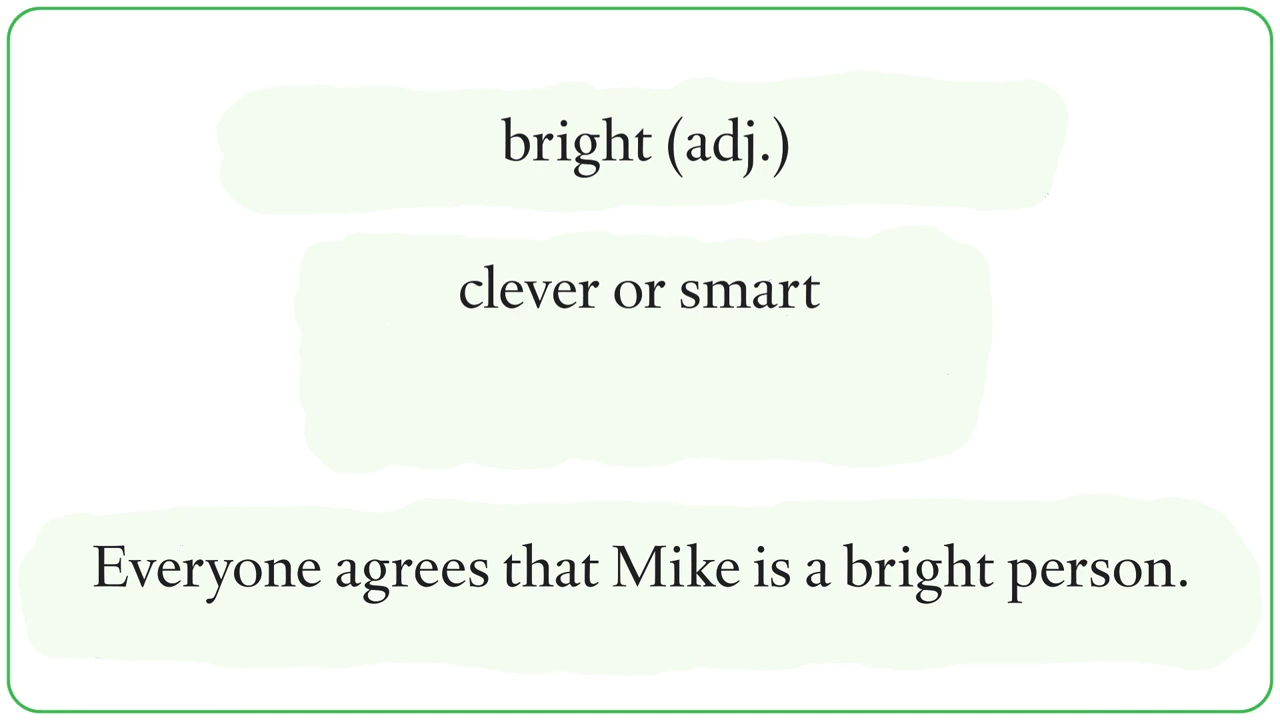 bright (adj.)
clever or smart
Everyone agrees that Mike is a bright person.